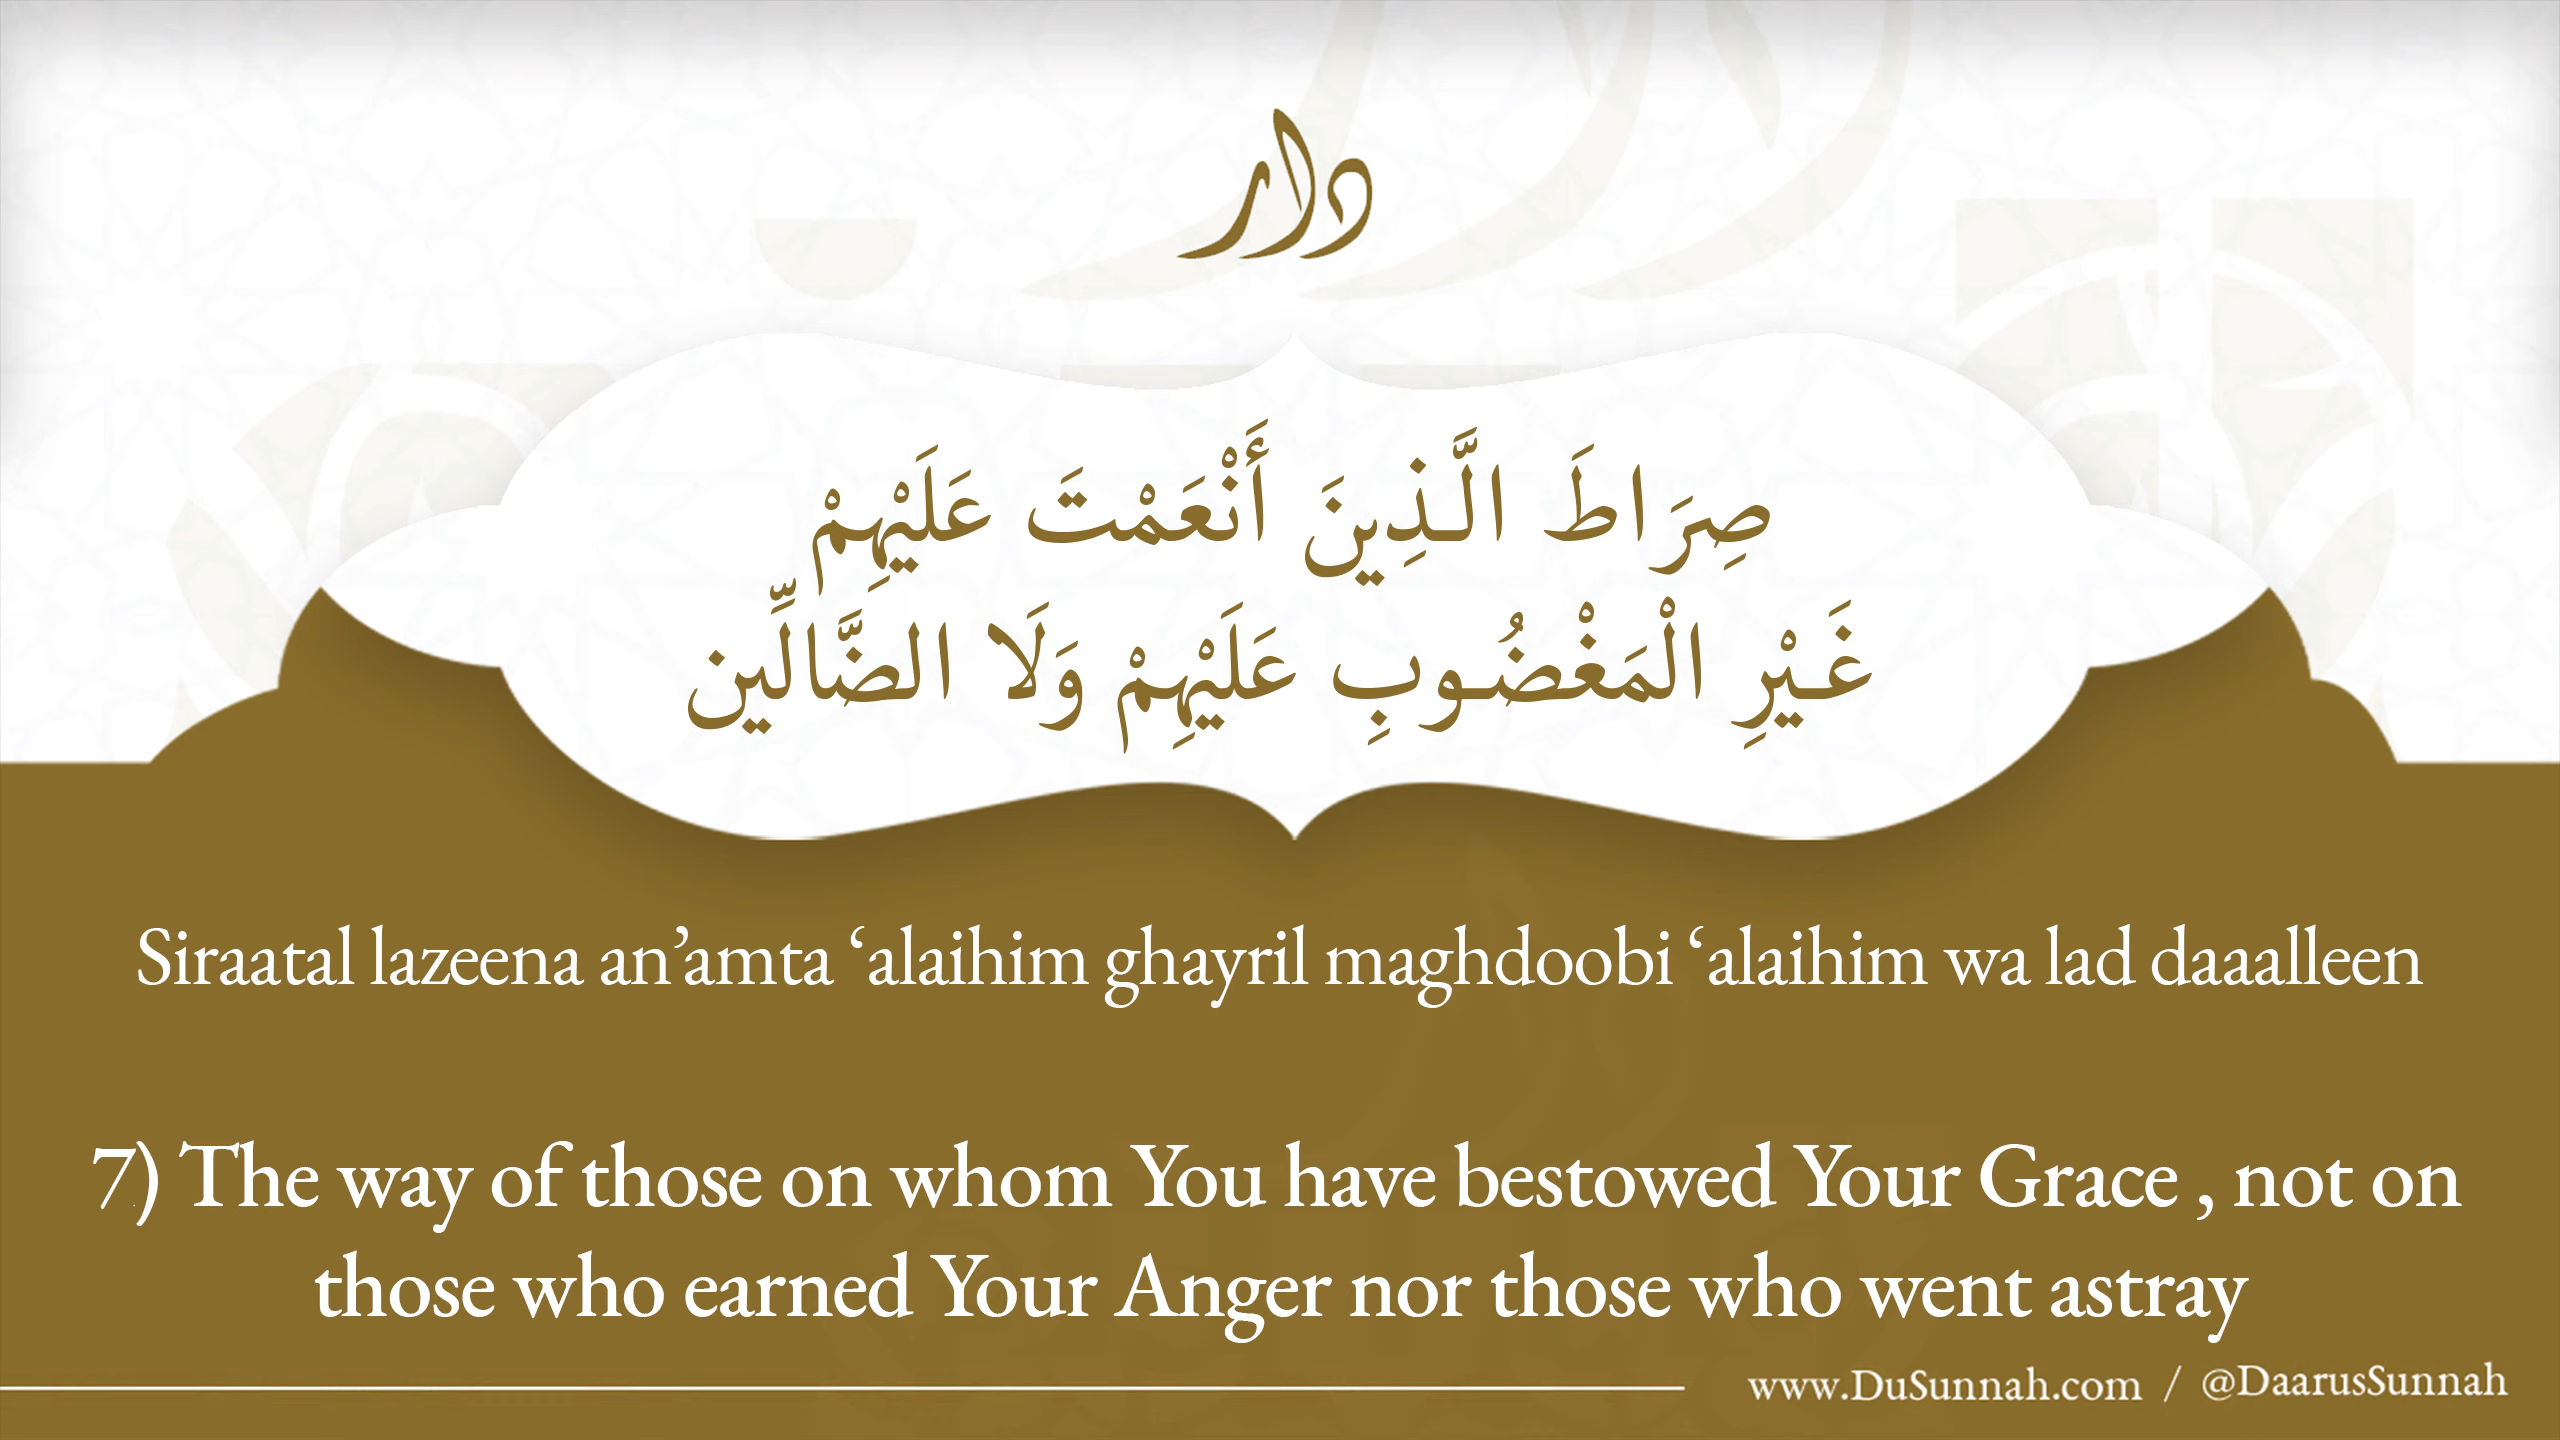 دار
صِرَاطَ الَّذِينَ أَنْعَمْتَ عَلَيْهِمْ
غَيْرِ الْمَغْضُوبِ عَلَيْهِمْ وَلَا الضَّالِّين
Siraatal lazeena an’amta ‘alaihim ghayril maghdoobi ‘alaihim wa lad daaalleen
7) The way of those on whom You have bestowed Your Grace , not on
those who earned Your Anger nor those who went astray
www.DuSunnah.com / @DaarusSunnah